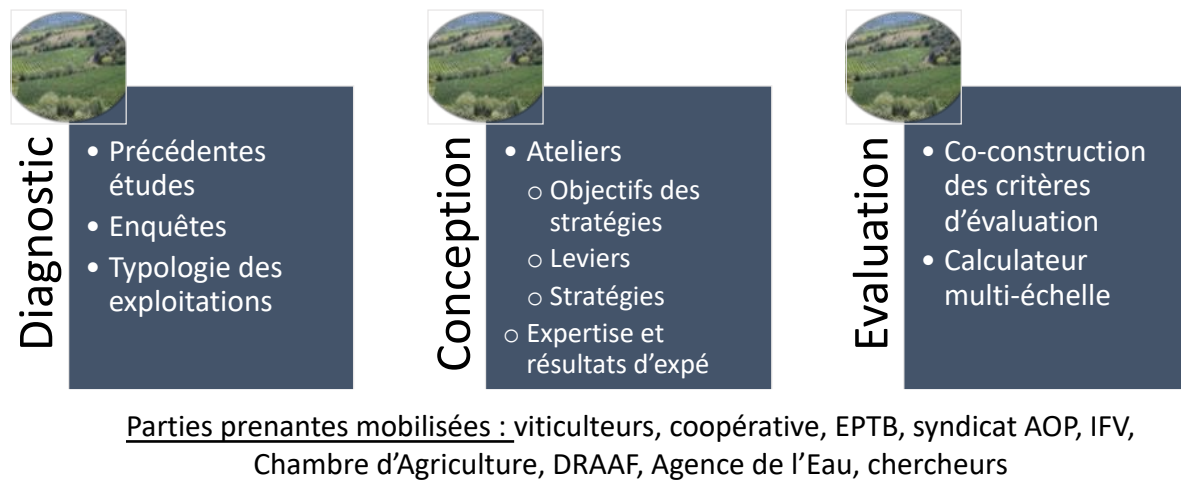 Diagnostic
• Précédentes
études
• Enquêtes
• Typologie des
exploitations
Conception
• Ateliers
o Objectifs des
stratégies
o Leviers
o Stratégies
o Expertise et
résultats d’expé
Evaluation
• Co-construction
des critères
d’évaluation
• Calculateur
multi-échelle
Parties prenantes mobilisées : viticulteurs, coopérative, EPTB, syndicat AOP, IFV,
Chambre d’Agriculture, DRAAF, Agence de l’Eau, chercheurs